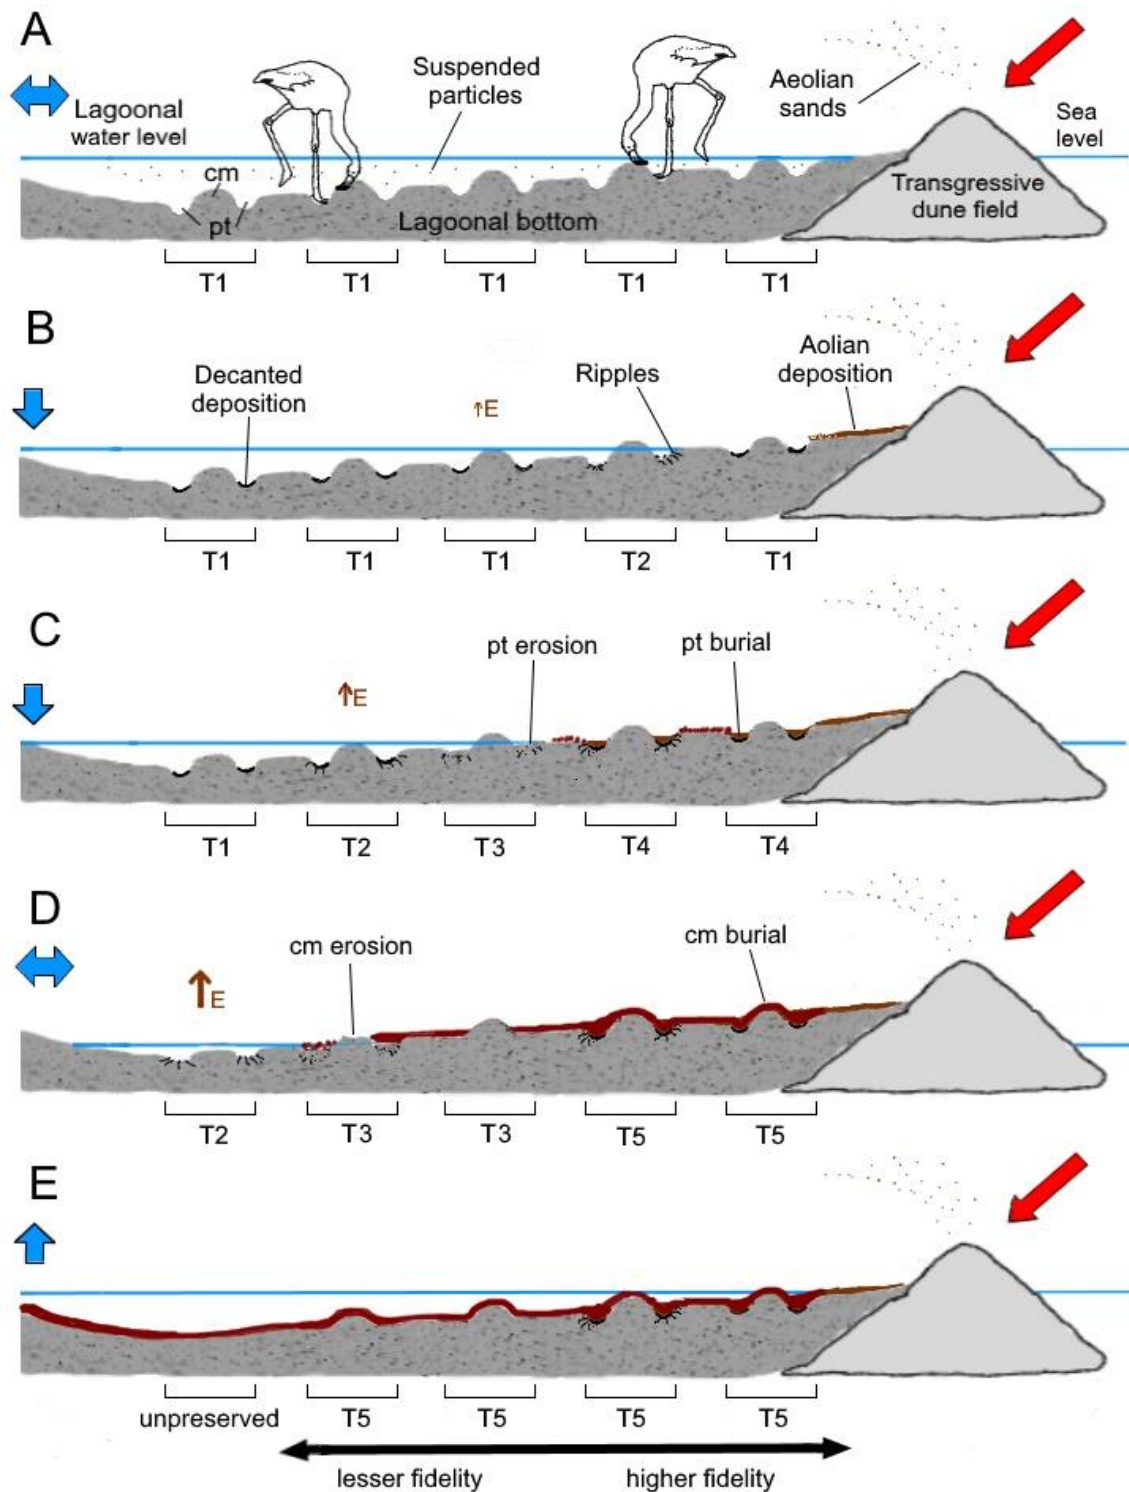 A
Lagoonal
water level
Suspended
particles
Aeolian
sands
Sea
level
cm
pt
Lagoonal bottom
Transgressive
dune field
T1 T1 T1 T1 T1
B
Decanted
deposition
E
Ripples
Aolian
deposition
T1 T1 T1 T2 T1
C
E
pt erosion
pt burial
T1 T2 T3 T4 T4
D
E
cm erosion
cm burial
T2 T3 T3 T5 T5
E
unpreserved T5 T5 T5 T5
lesser fidelity higher fidelity